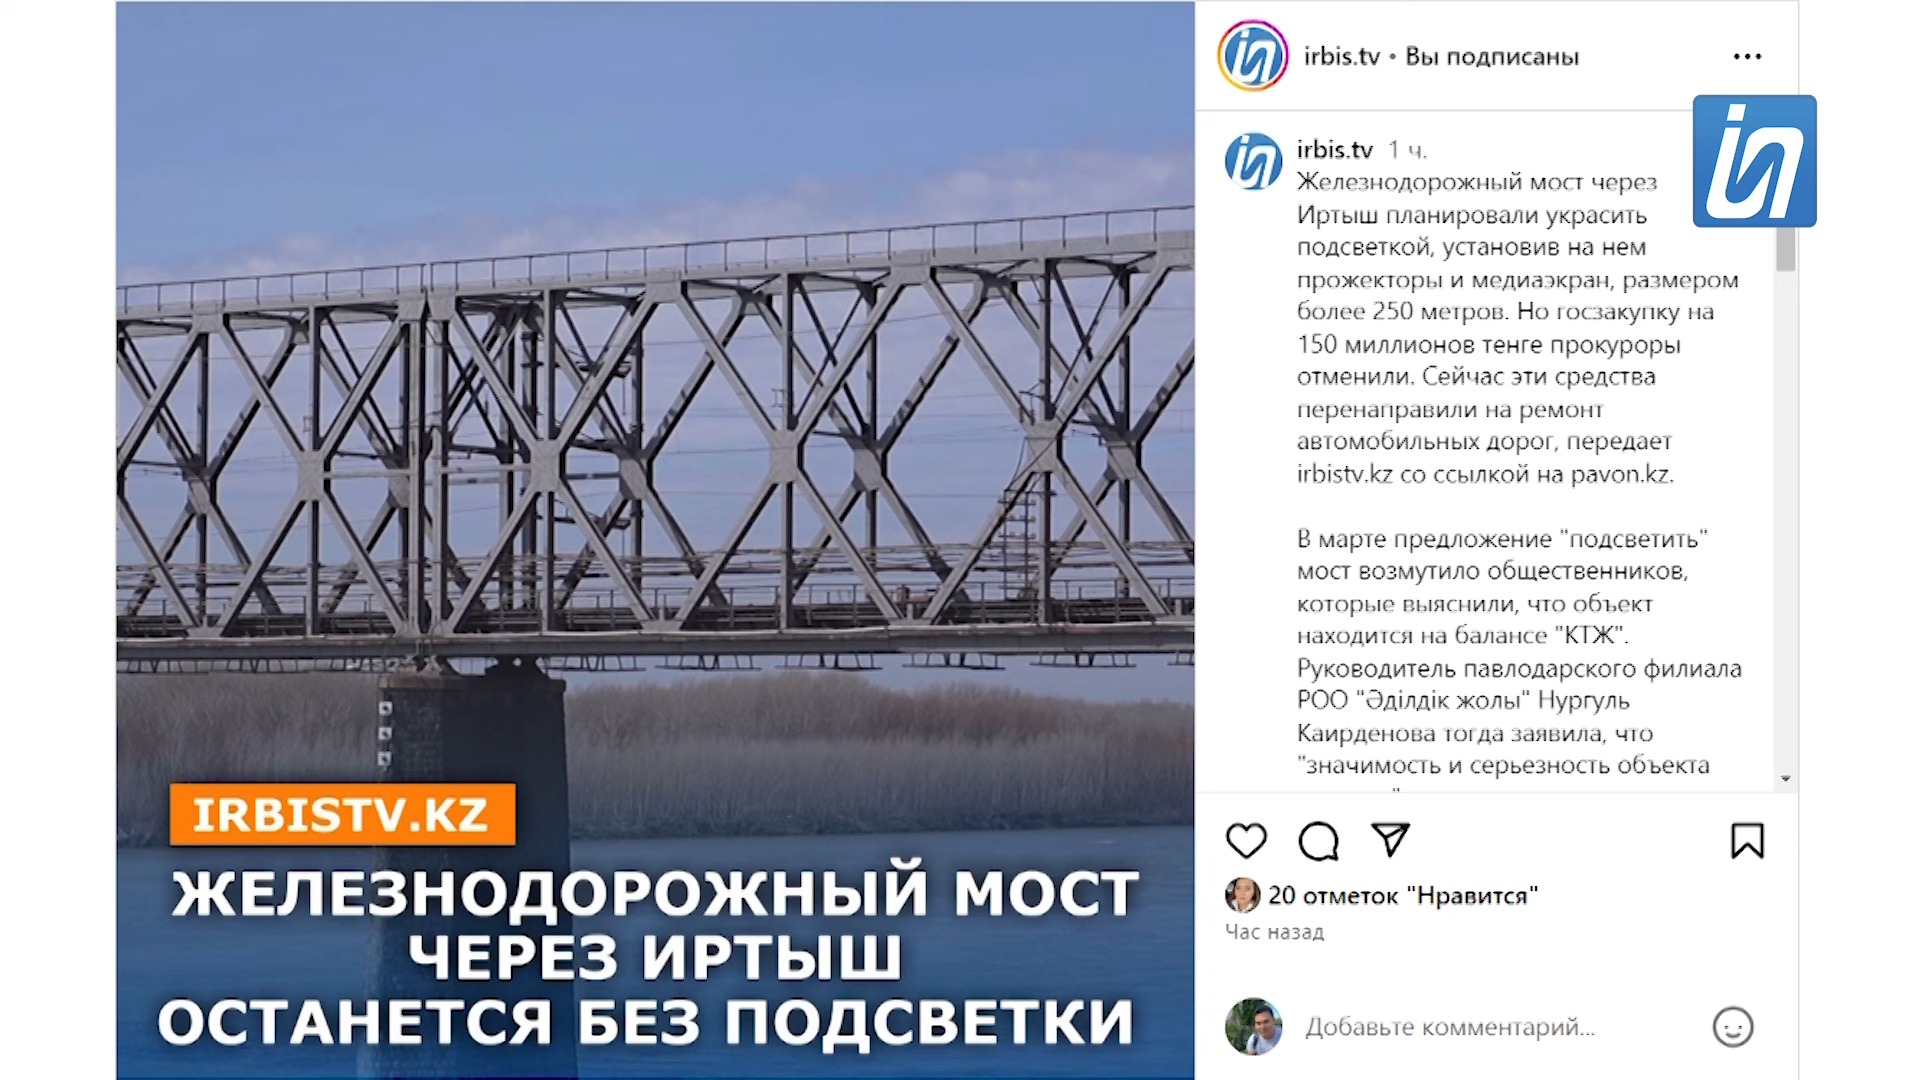 IRBISTV.KZ
ЖЕЛЕЗНОДОРОЖНЫЙ МОСТ
ЧЕРЕЗ ИРТЫШ
ОСТАНЕТСЯ БЕЗ ПОДСВЕТКИ
irbis.tv • Вы подписаны
irbis.tv 1 ч.
Железнодорожный мост через
Иртыш планировали украсить
подсветкой, установив на нем
прожекторы и медиаэкран, размером
более 250 метров. Но госзакупку на
150 миллионов тенге прокуроры
отменили. Сейчас эти средства
перенаправили на ремонт
автомобильных дорог, передает
irbistv.kz со ссылкой на pavon.kz.
В марте предложение "подсветить"
мост возмутило общественников,
которые выяснили, что объект
находится на балансе "КТЖ".
Руководитель павлодарского филиала
РОО "Әділдік жолы" Нургуль
Каирденова тогда заявила, что
"значимость и серьезность объекта
20 отметок "Нравится"
Час назад
Добавьте комментарий...